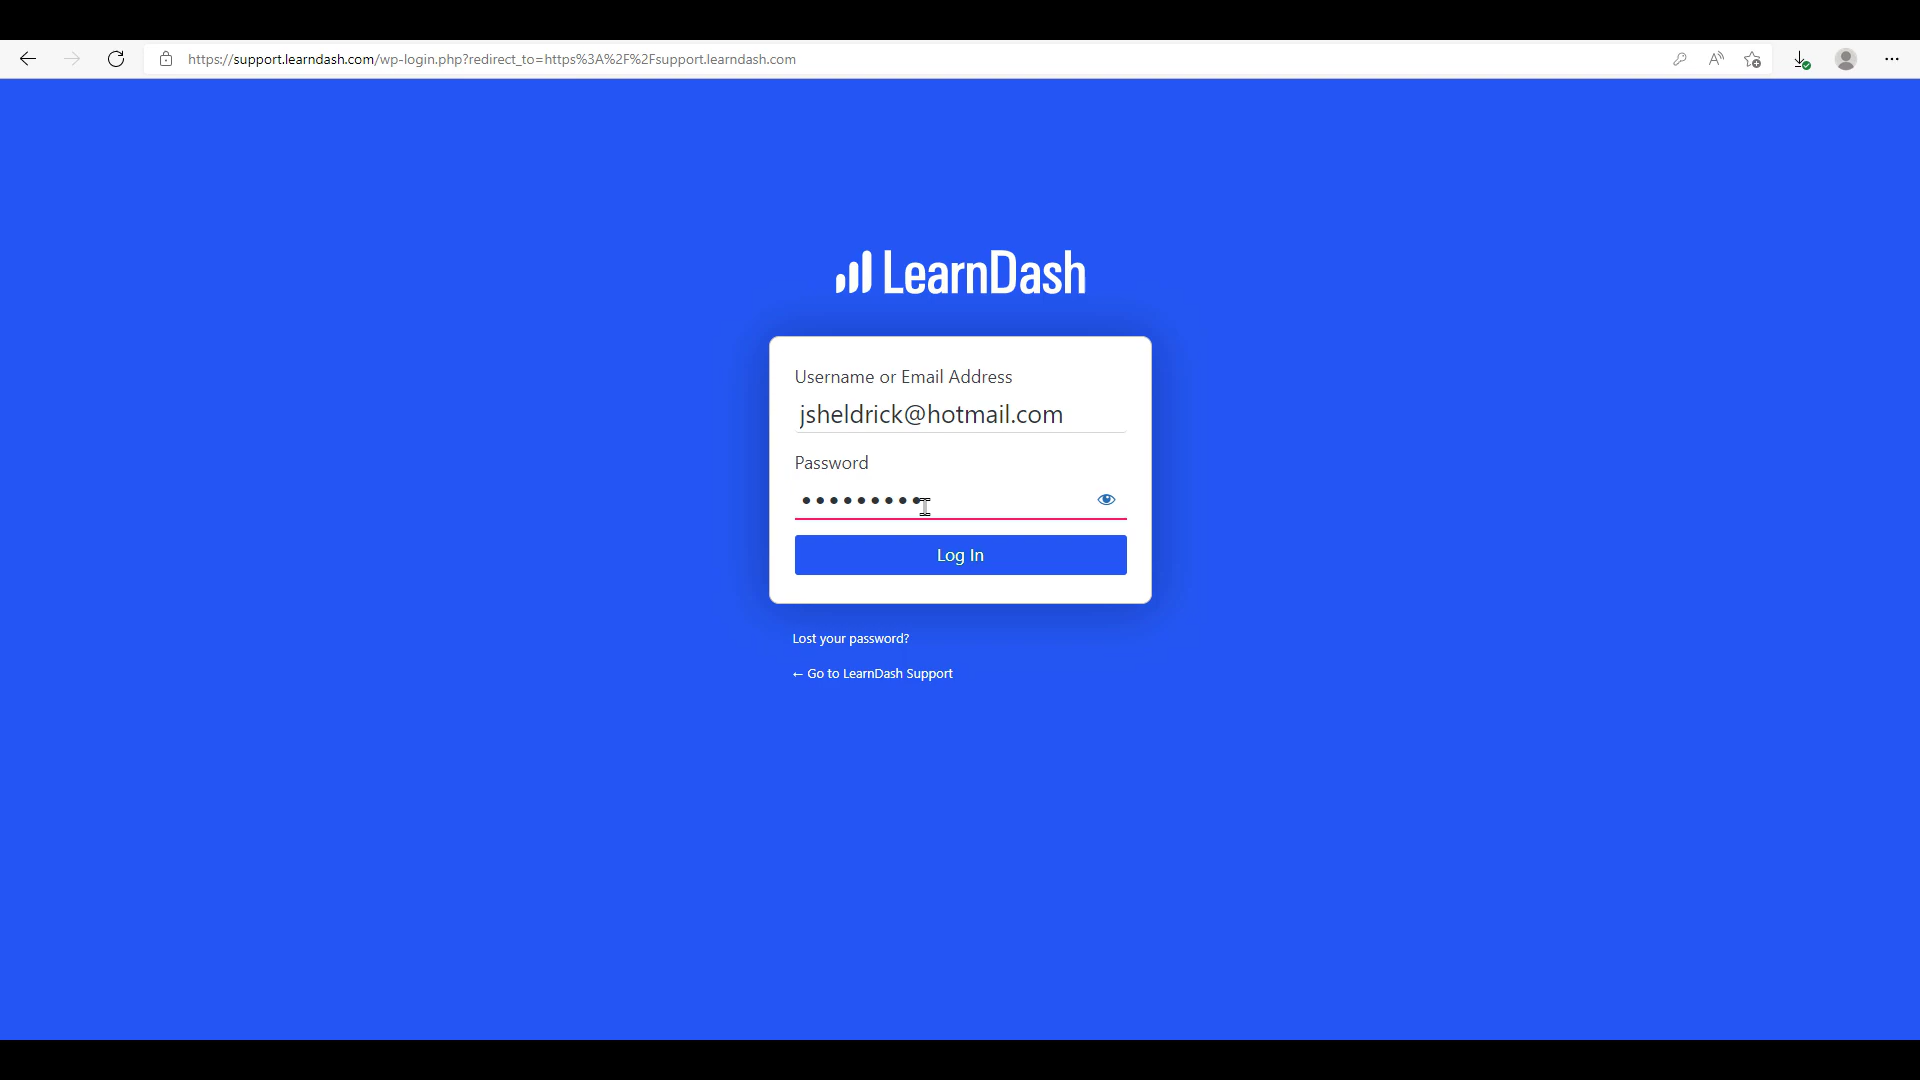 https://support.learndash.com/wp-login.php?redirect_to=https%3A%2F%2Fsupport.learndash.com
LearnDash
Username or Email Address
jsheldrick@hotmail.com
Password
Log In
Lost your password?
← Go to LearnDash Support